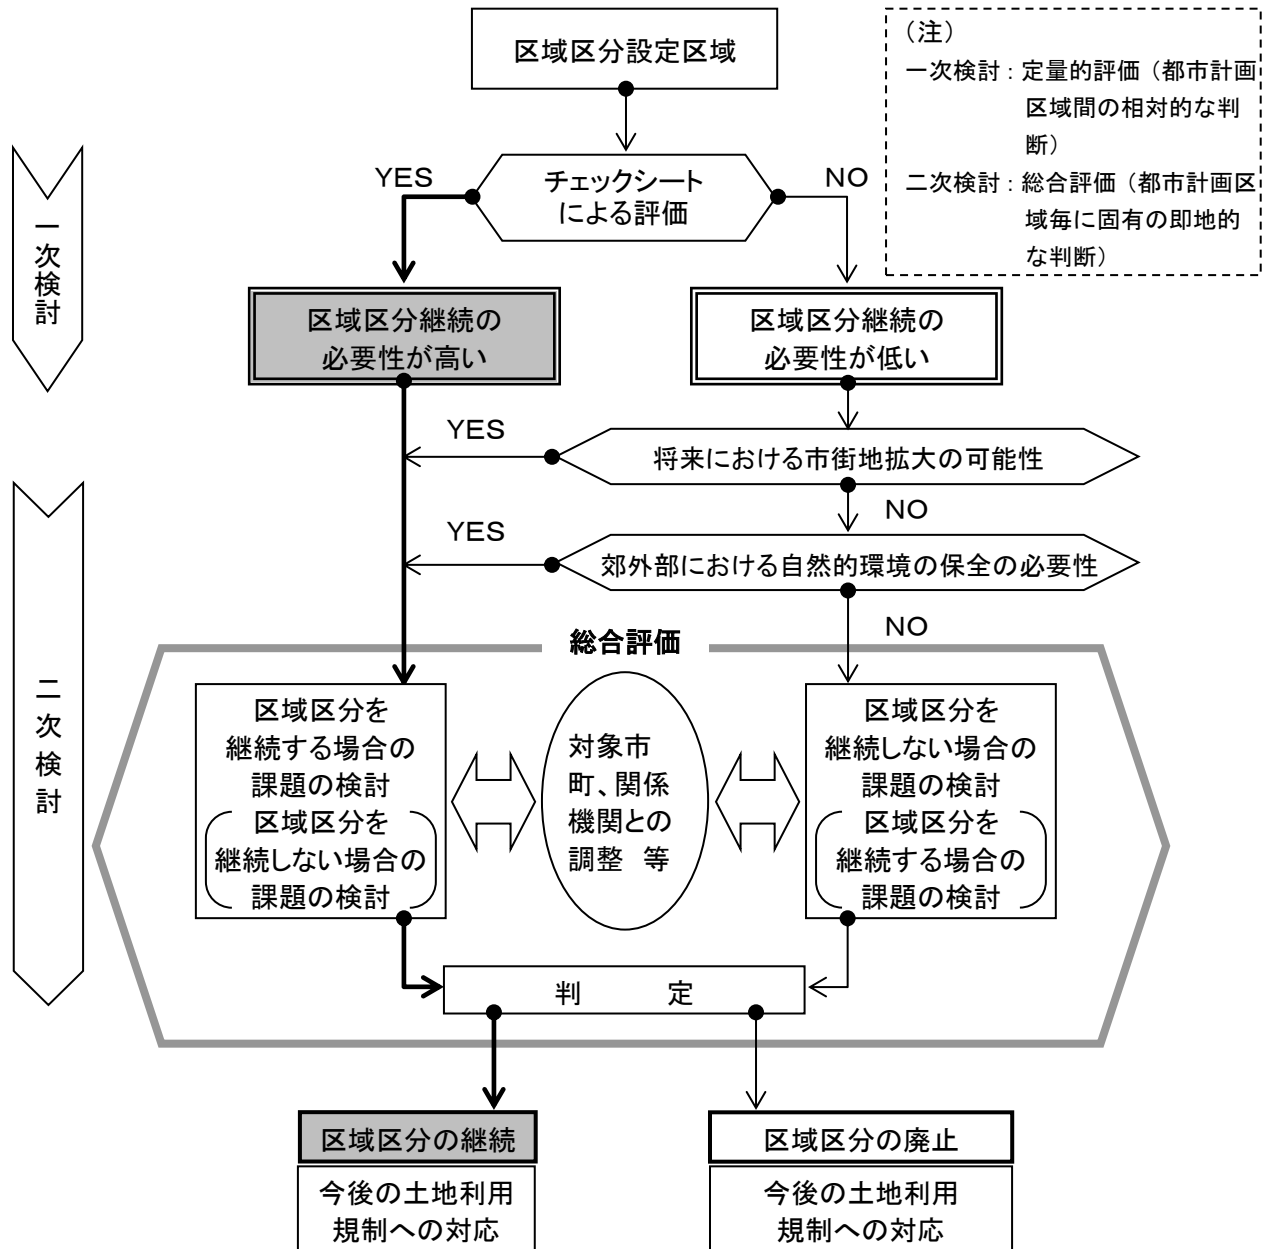 区域区分設定区域
（注）
一次検討：定量的評価（都市計画
区域間の相対的な判
断）
二次検討：総合評価（都市計画区
域毎に固有の即地的
な判断）
一次検討
YES
チェックシート
による評価
NO
区域区分継続の
必要性が高い
区域区分継続の
必要性が低い
YES
将来における市街地拡大の可能性
NO
YES
郊外部における自然的環境の保全の必要性
NO
二次検討
総合評価
区域区分を
継続する場合の
課題の検討
区域区分を
継続しない場合の
課題の検討
対象市
町、関係
機関との
調整 等
区域区分を
継続しない場合の
課題の検討
区域区分を
継続する場合の
課題の検討
判 定
区域区分の継続
今後の土地利用
規制への対応
区域区分の廃止
今後の土地利用
規制への対応